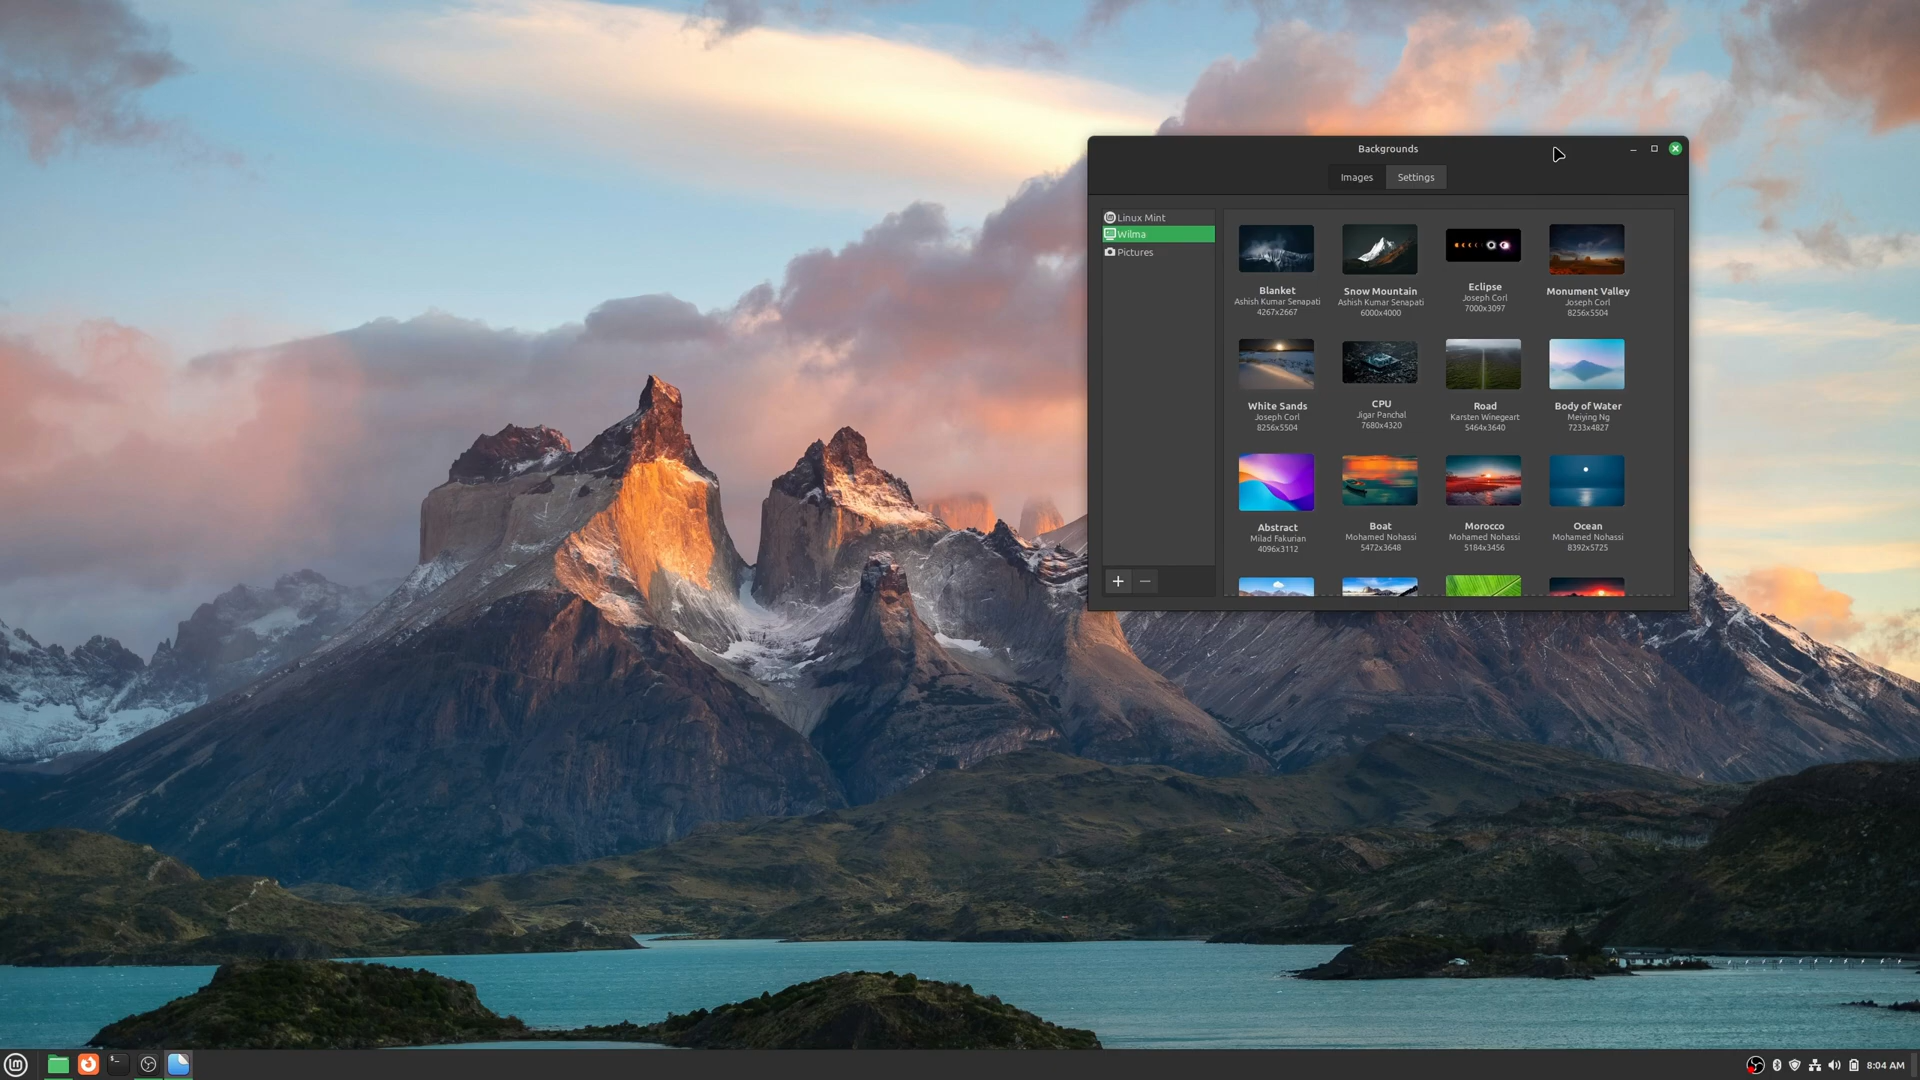 Backgrounds
Images
Settings
Linux Mint
Wilma
Pictures
Blanket
Ashish Kumar Senapati
4267x2667
Snow Mountain
Ashish Kumar Senapati
6000x4000
Eclipse
Joseph Corl
7000x3097
Monument Valley
Joseph Corl
8256x5504
White Sands
Joseph Corl
8256x5504
CPU
Jigar Panchal
7680x4320
Road
Karsten Winegeart
5464x3640
Body of Water
Meiying Ng
7233x4827
Abstract
Milad Fakurian
4096x3112
Boat
Mohamed Nohassi
5472x3648
Morocco
Mohamed Nohassi
5184x3456
Ocean
Mohamed Nohassi
8392x5725
8:04 AM